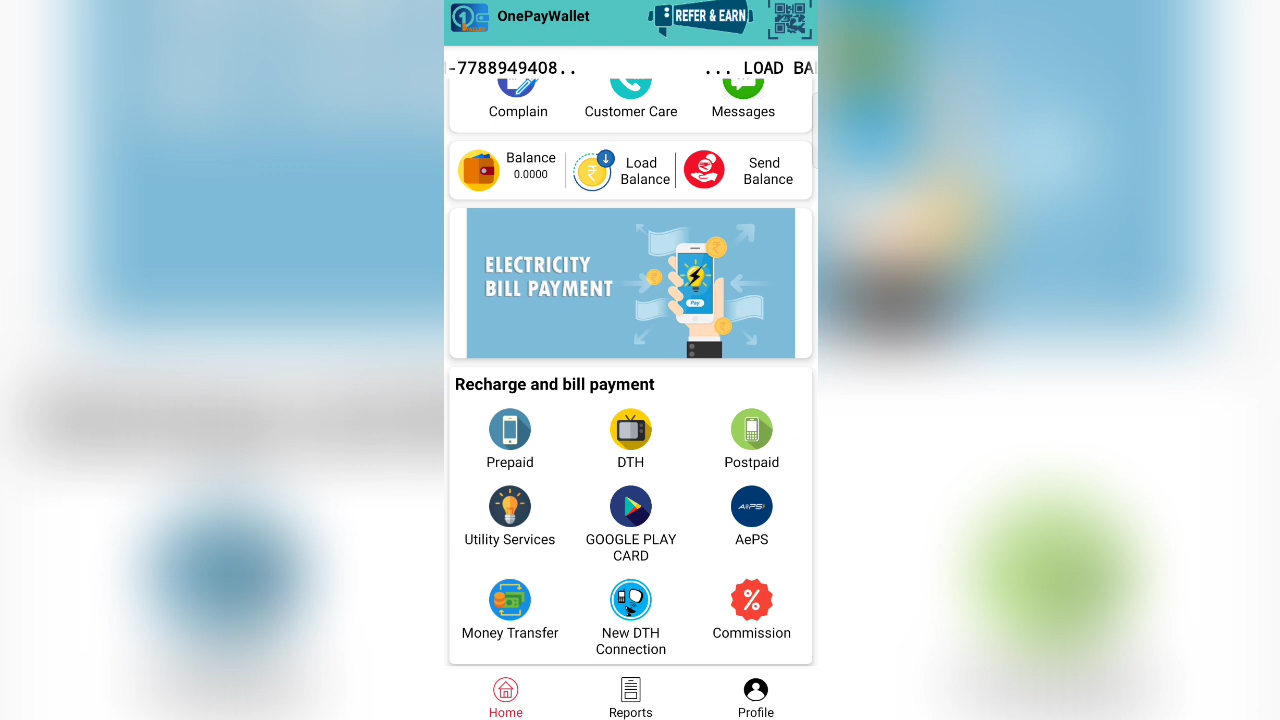 OnePayWallet
REFER & EARN
-7788949408.. ... LOAD BA
Complain Customer Care Messages
Balance
0.0000
Load
Balance
Send
Balance
ELECTRICITY
BILL PAYMENT
Pay
Recharge and bill payment
Prepaid DTH Postpaid
Utility Services GOOGLE PLAY CARD AePS
Money Transfer New DTH Connection Commission
Home Reports Profile